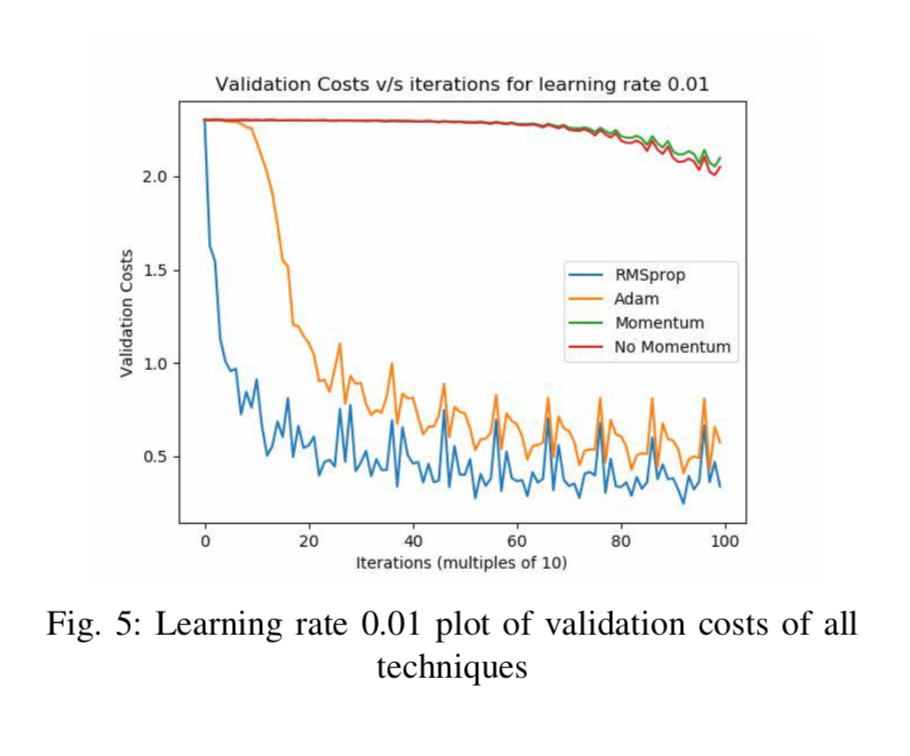 Validation Costs v/s iterations for learning rate 0.01
2.0
1.5
1.0
0.5
Validation Costs
RMSprop
Adam
Momentum
No Momentum
0 20 40 60 80 100
Iterations (multiples of 10)
Fig. 5: Learning rate 0.01 plot of validation costs of all
techniques